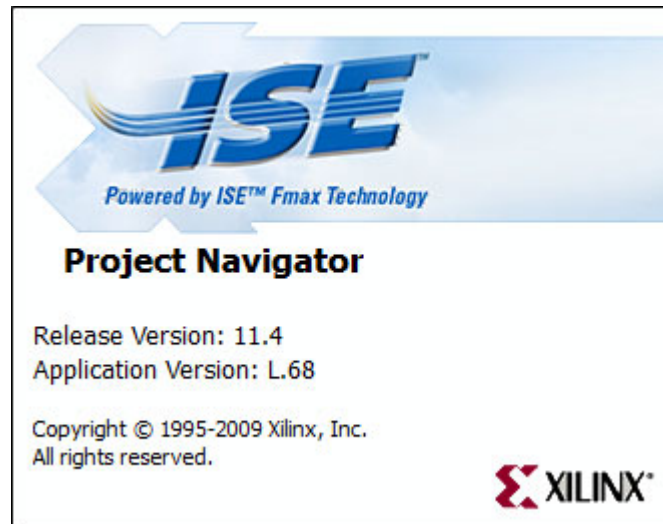 ISE™
Powered by ISE™ Fmax Technology
Project Navigator
Release Version: 11.4
Application Version: L.68
Copyright © 1995-2009 Xilinx, Inc.
All rights reserved.
XILINX®